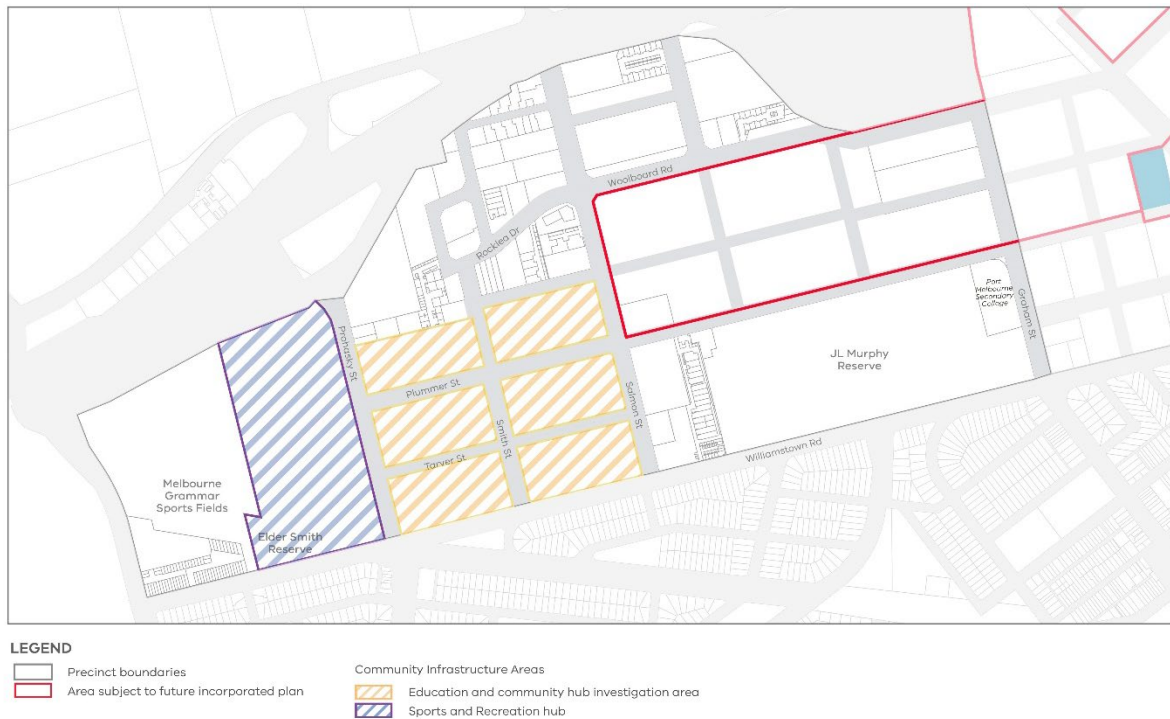 Woolboard Rd
Rocklea Dr
Port
Melbourne
Secondary
College
Graham St
Prohasky St
JL Murphy
Reserve
Plummer St
Salmon St
Smith St
Williamstown Rd
Tarver St
Melbourne
Grammar
Sports Fields
Elder Smith
Reserve
LEGEND
Precinct boundaries
Area subject to future incorporated plan
Community Infrastructure Areas
Education and community hub investigation area
Sports and Recreation hub